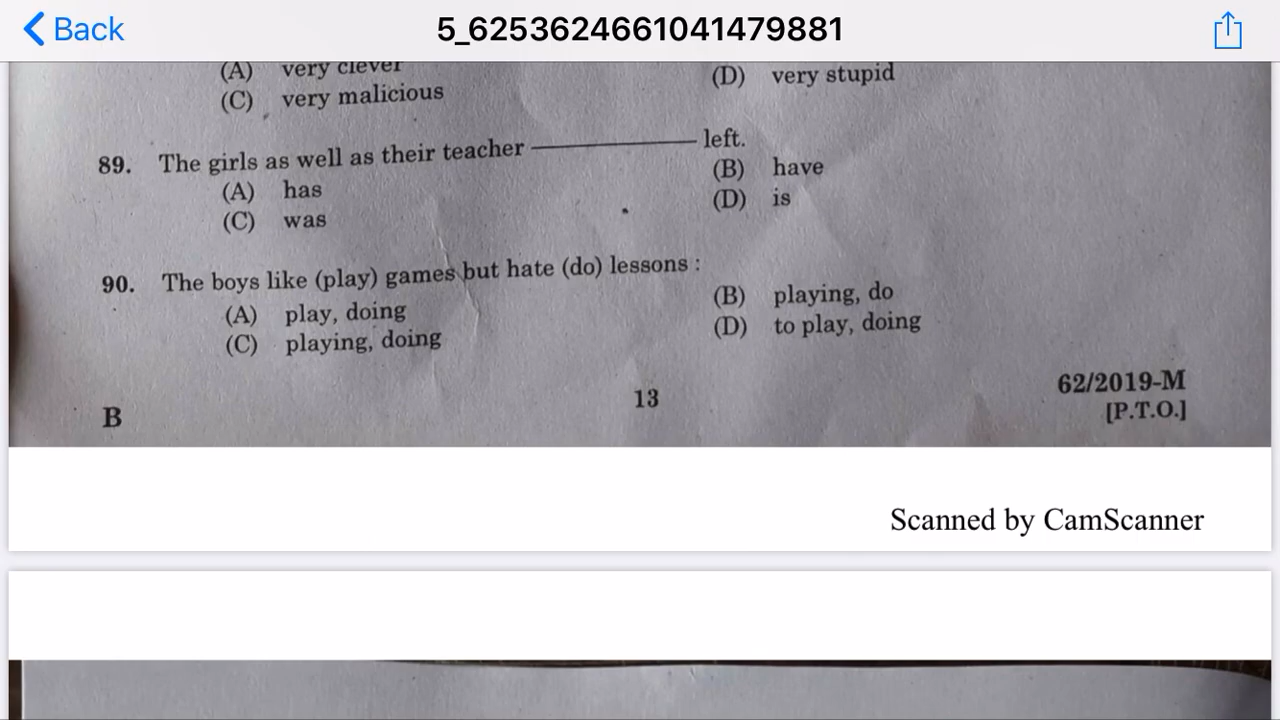 Back 5_6253624661041479881
(A) very clever
(D) very stupid
(C) very malicious
89. The girls as well as their teacher ———— left.
(A) has (B) have
(C) was (D) is
90. The boys like (play) games but hate (do) lessons :
(A) play, doing (B) playing, do
(C) playing, doing (D) to play, doing
62/2019-M
B 13 [P.T.O.]
Scanned by CamScanner